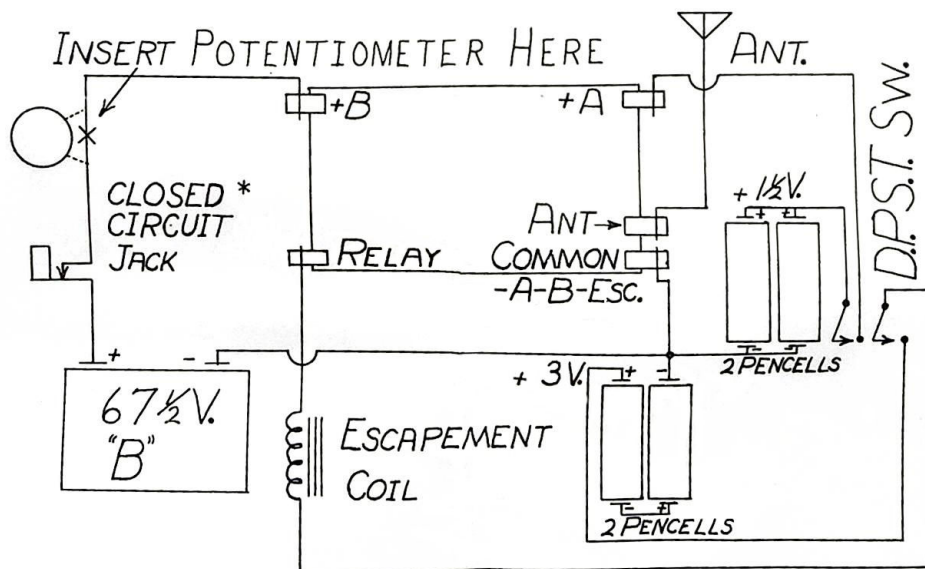 INSERT POTENTIOMETER HERE
ANT.
+B
+A
D.P.S.T. SW.
CLOSED *
CIRCUIT
JACK
+ 1½V.
+ +
ANT→
RELAY
COMMON
-A-B-ESC.
- -
2 PENCELLS
+ -
67½V.
"B"
+ 3V.
+ -
ESCAPEMENT
COIL
- +
2 PENCELLS